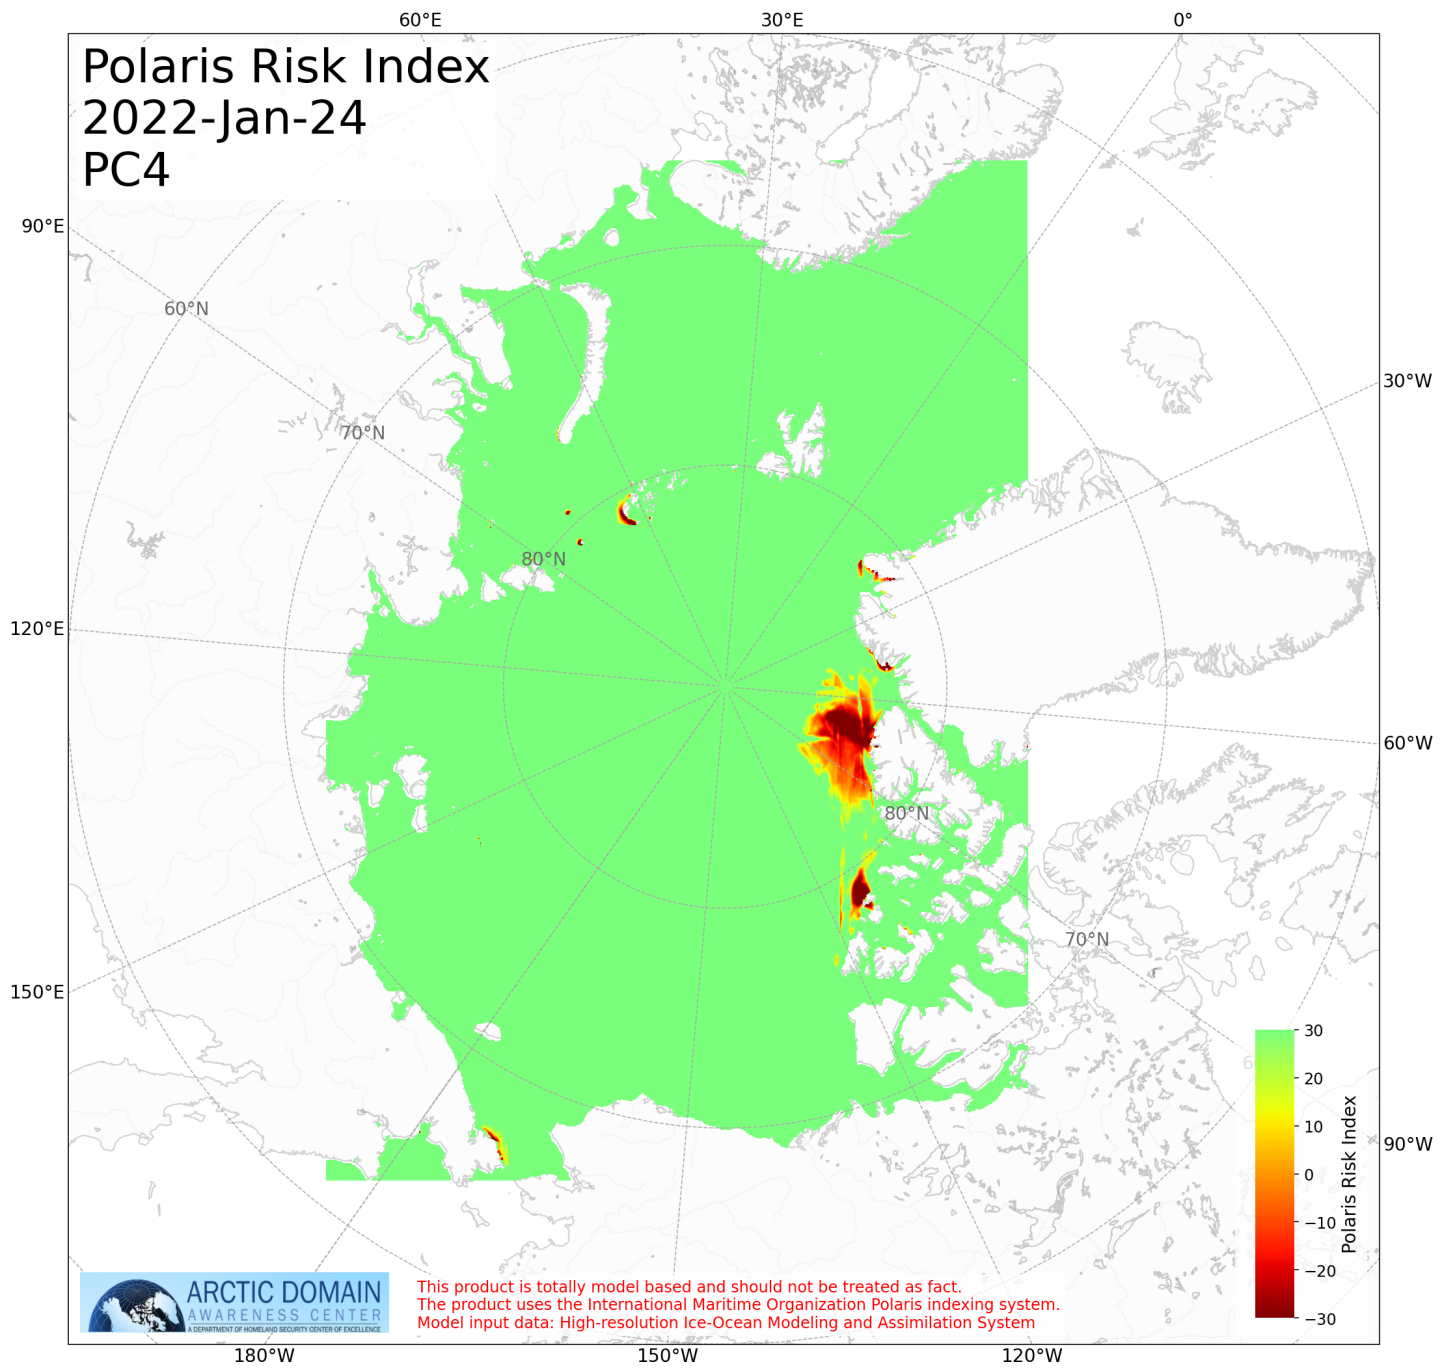 60°E
30°E
0°
Polaris Risk Index
2022-Jan-24
PC4
90°E
60°N
30°W
70°N
80°N
120°E
60°W
80°N
70°N
150°E
30
20
10
0
−10
−20
−30
Polaris Risk Index
90°W
ARCTIC DOMAIN
AWARENESS CENTER
A DEPARTMENT OF HOMELAND SECURITY CENTER OF EXCELLENCE
This product is totally model based and should not be treated as fact.
The product uses the International Maritime Organization Polaris indexing system.
Model input data: High-resolution Ice-Ocean Modeling and Assimilation System
180°W
150°W
120°W